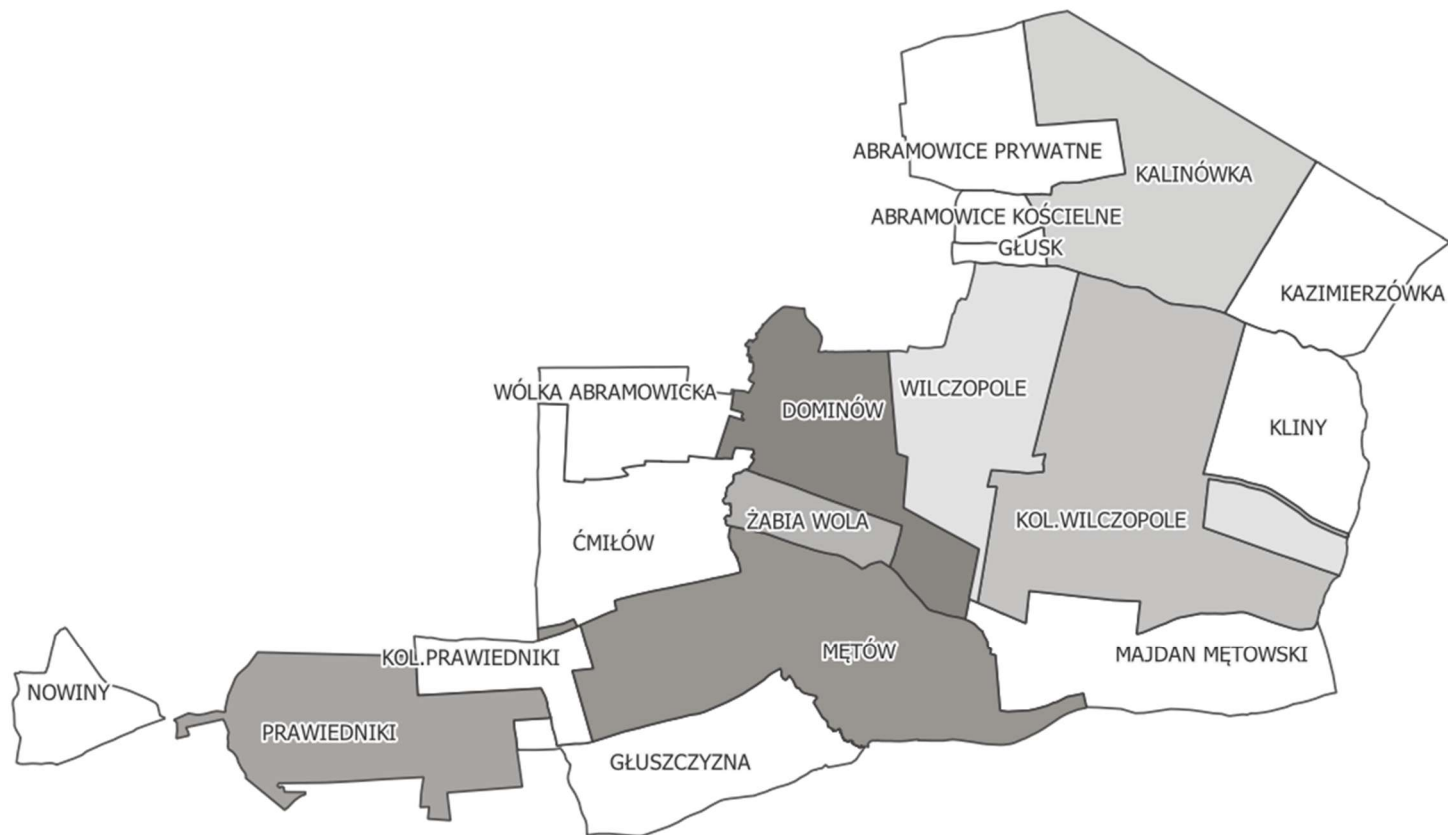 ABRAMOWICE PRYWATNE
KALINÓWKA
ABRAMOWICE KOŚCIELNE
GŁUSK
KAZIMIERZÓWKA
WÓLKA ABRAMOWICKA
WILCZOPOLE
DOMINÓW
KLINY
ŻABIA WOLA
KOL.WILCZOPOLE
ĆMIŁÓW
MĘTÓW
MAJDAN MĘTOWSKI
KOL.PRAWIEDNIKI
NOWINY
PRAWIEDNIKI
GŁUSZCZYZNA